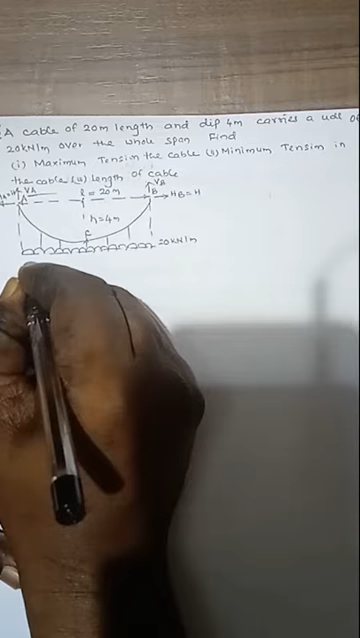 A cable of 20m length and dip 4m carries a udl of
20kN/m over the whole span Find
(i) Maximum Tension the cable (ii) Minimum Tension in
the cable (iii) Length of cable
VA l = 20m VB
A B HB = H
h = 4m
C
20kN/m